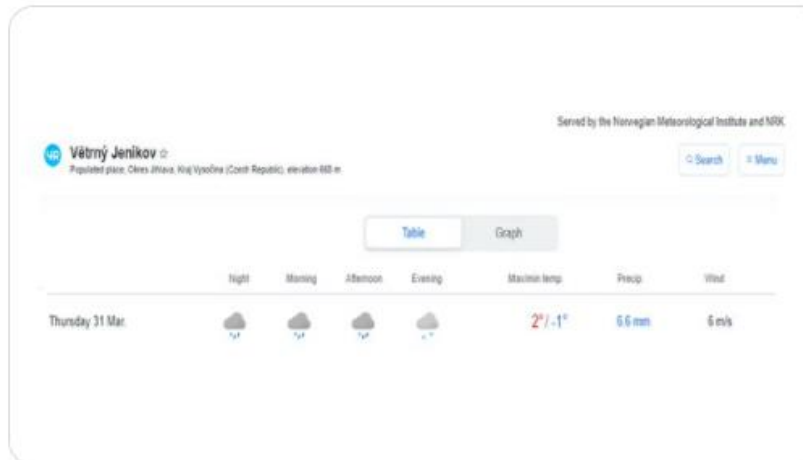 Served by the Norwegian Meteorological Institute and NRK
YR
Větrný Jeníkov ☆
Populated place, Okres Jihlava, Kraj Vysočina (Czech Republic), elevation 660 m
Search
Menu
Table Graph
Night Morning Afternoon Evening Max/min temp. Precip. Wind
Thursday 31 Mar. 2°/-1° 6.6 mm 6 m/s